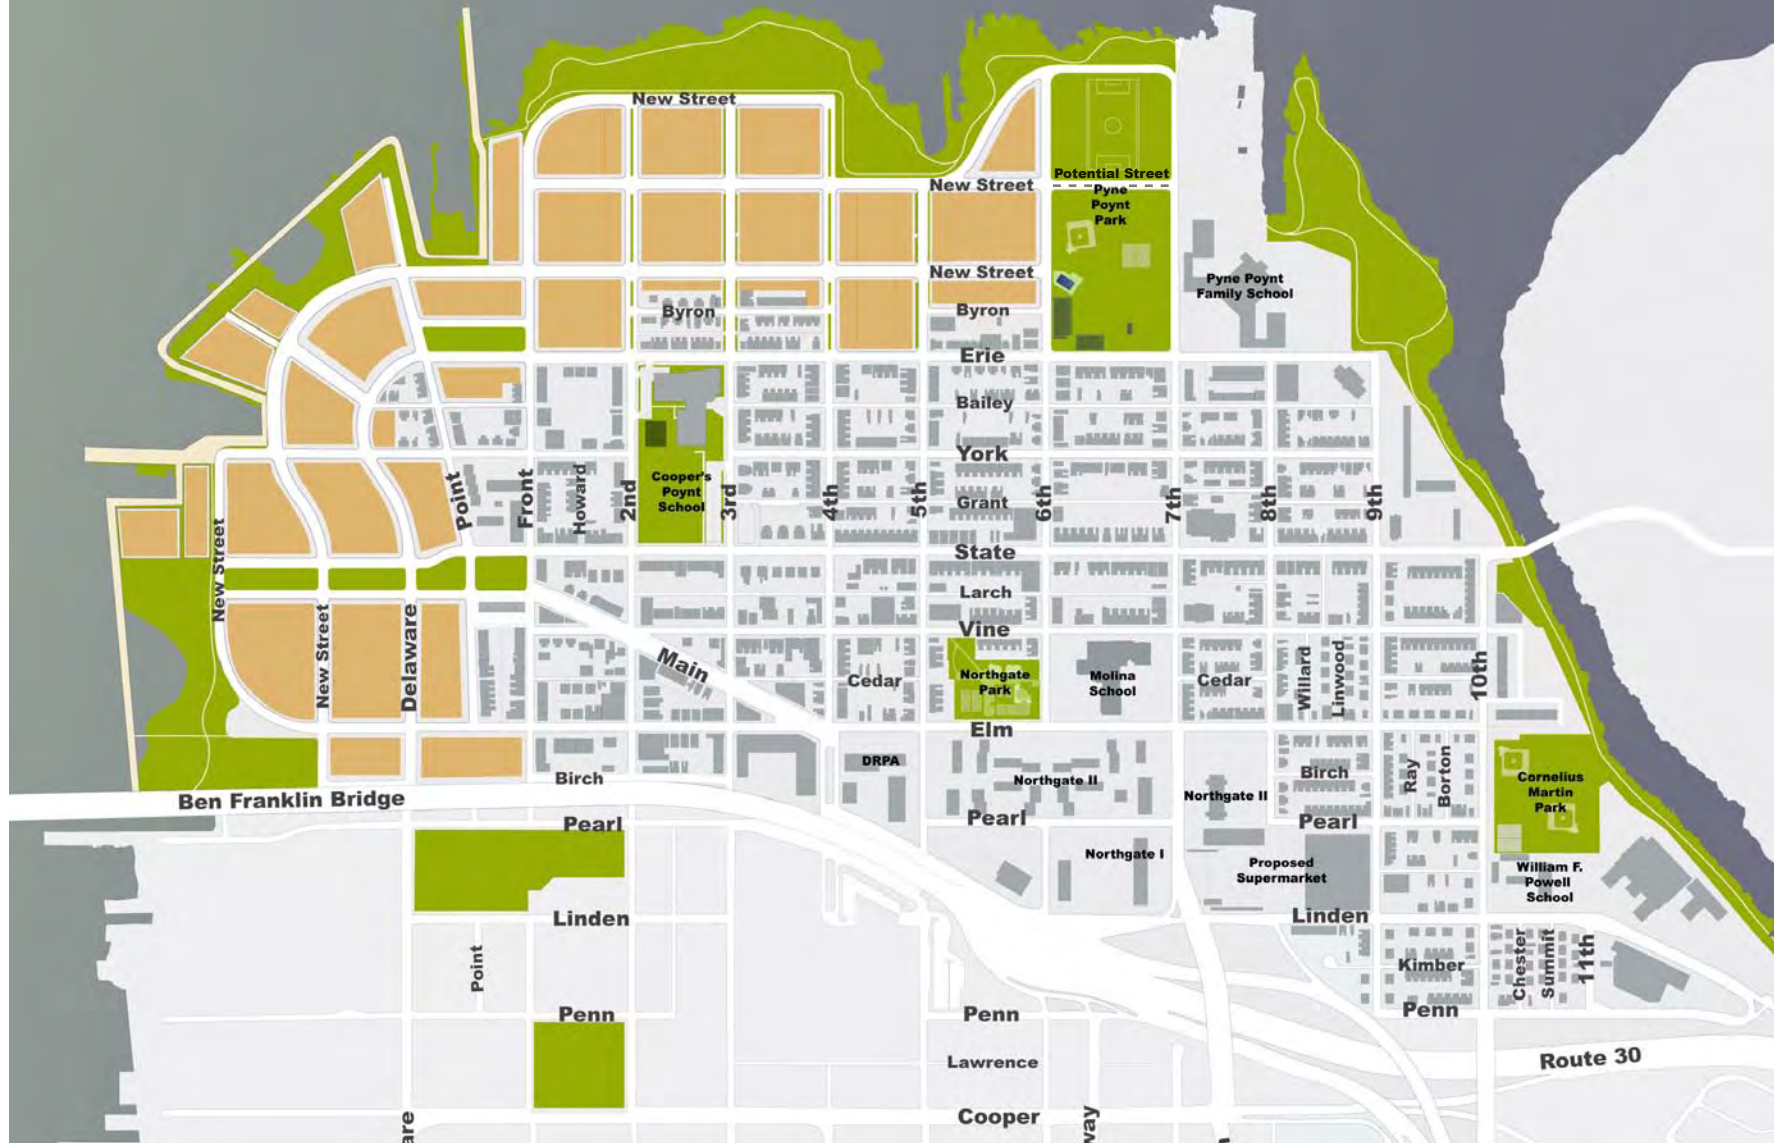 New Street
Potential Street
New Street
Pyne
Poynt
Park
New Street
Pyne Poynt
Family School
Byron
Byron
Erie
Bailey
York
Cooper's
Poynt
School
Point
Front
Howard
2nd
3rd
4th
5th
6th
7th
8th
9th
Grant
State
New Street
Larch
Vine
New Street
Delaware
Main
Cedar
Northgate
Park
Molina
School
Cedar
Willard
Linwood
10th
Elm
DRPA
Birch
Northgate II
Northgate II
Birch
Ray
Borton
Cornelius
Martin
Park
Ben Franklin Bridge
Pearl
Pearl
Pearl
Northgate I
Proposed
Supermarket
William F.
Powell
School
Linden
Linden
Point
Kimber
Chester
Summit
11th
Penn
Penn
Penn
Lawrence
Route 30
Cooper
are
way